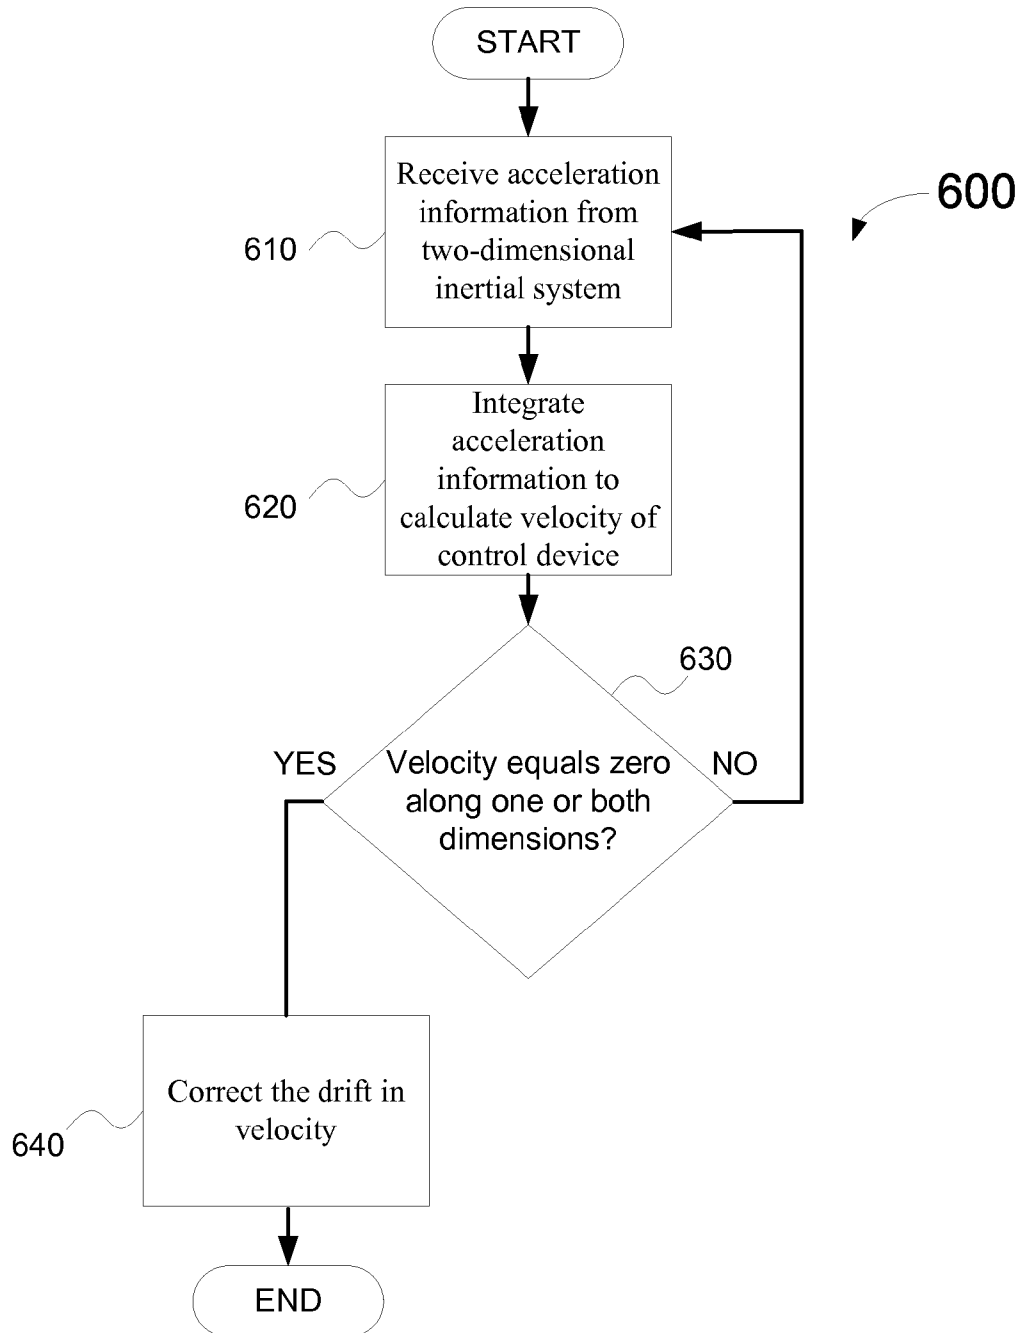 START
Receive acceleration
information from
two-dimensional
inertial system
600
610
Integrate
acceleration
information to
calculate velocity of
control device
620
630
YES
Velocity equals zero
along one or both
dimensions?
NO
Correct the drift in
velocity
640
END